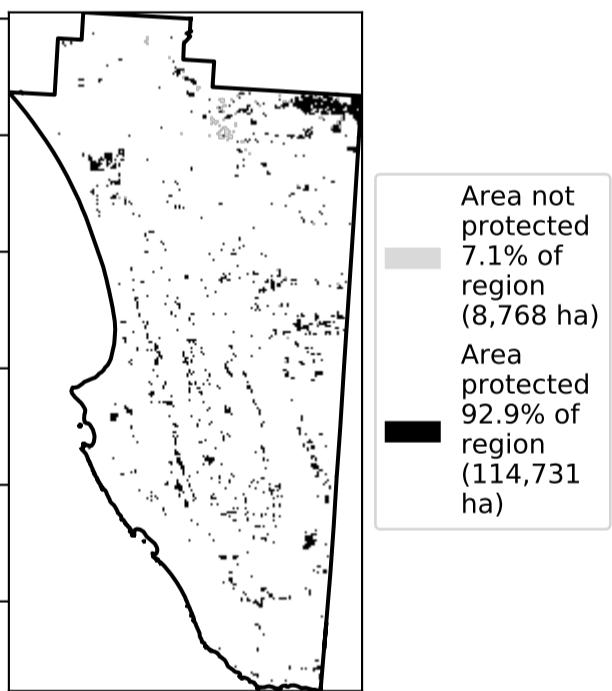 Area not
protected
7.1% of
region
(8,768 ha)
Area
protected
92.9% of
region
(114,731
ha)